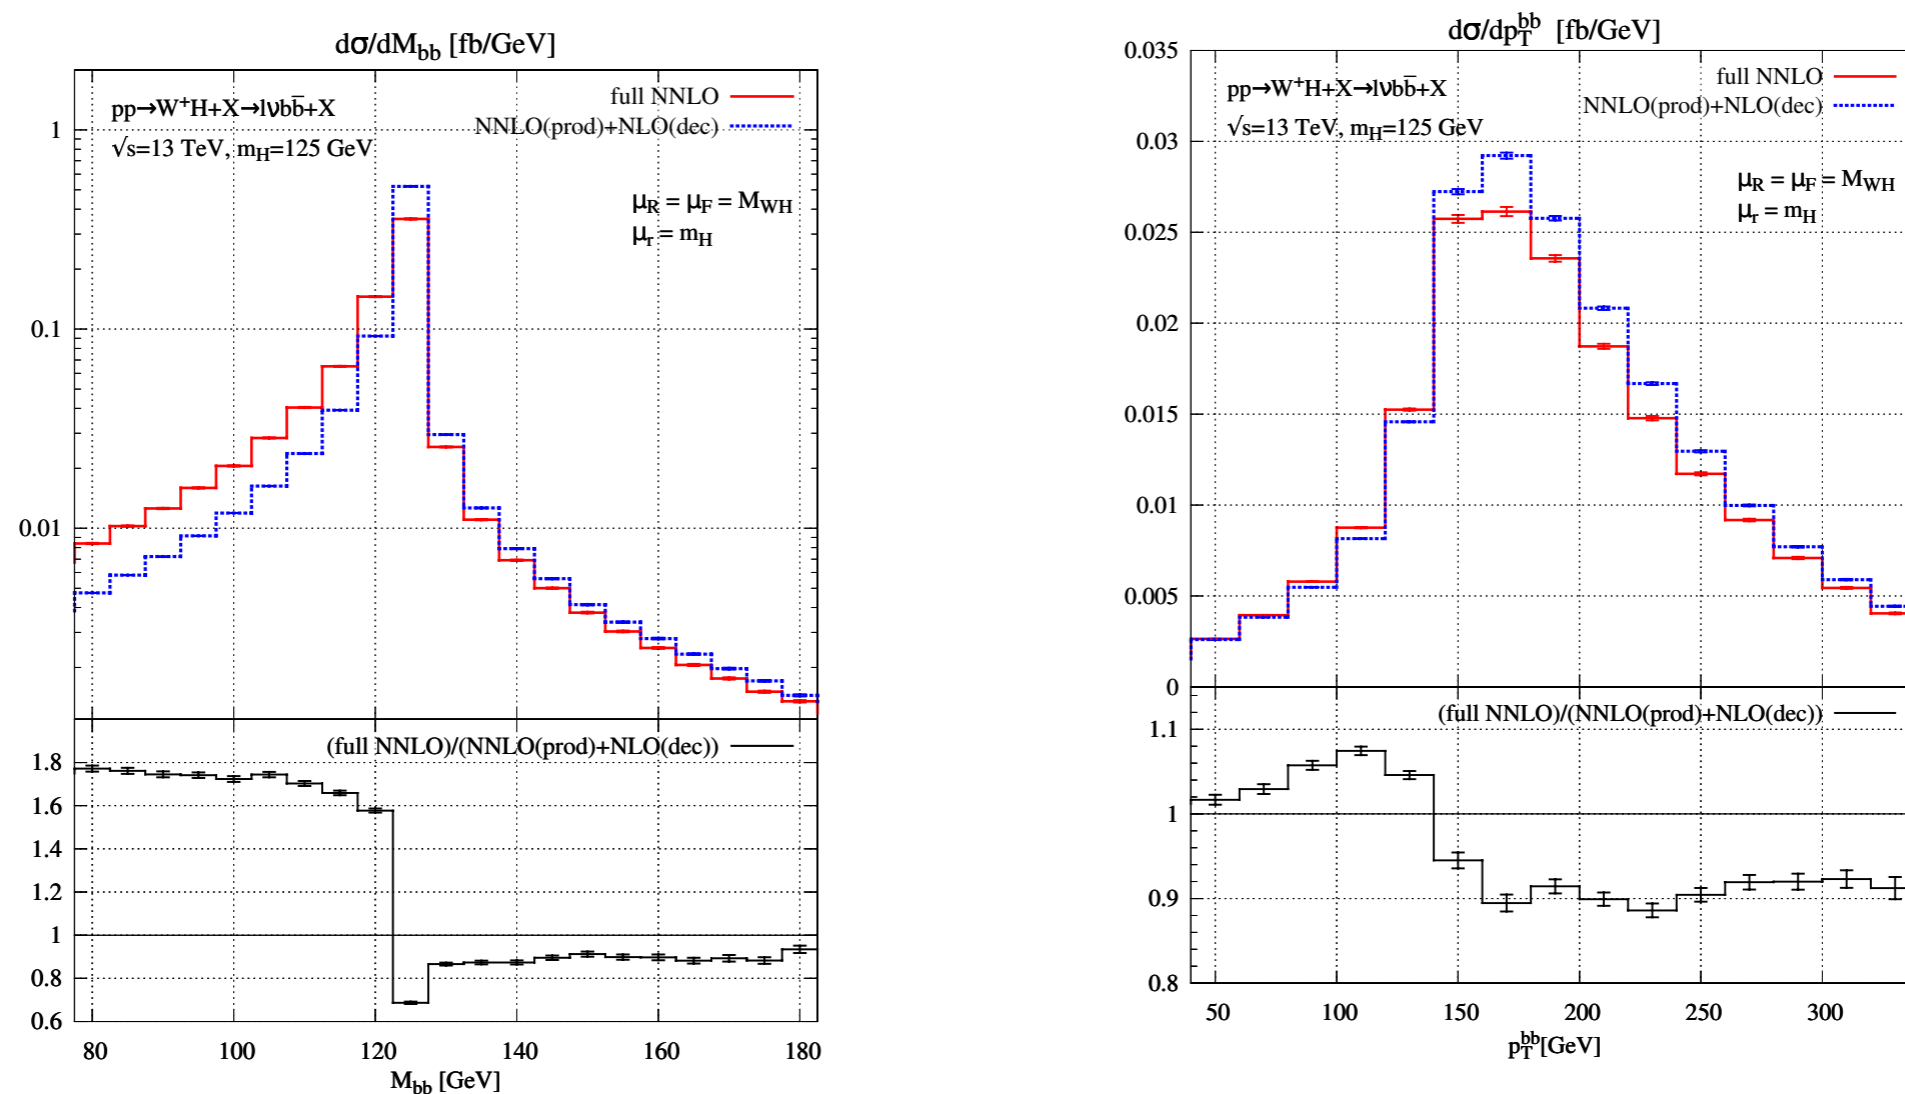 dσ/dM_bb [fb/GeV]
pp→W⁺H+X→lνbb̄+X
√s=13 TeV, m_H=125 GeV
full NNLO
NNLO(prod)+NLO(dec)
μ_R = μ_F = M_WH
μ_r = m_H
1
0.1
0.01
(full NNLO)/(NNLO(prod)+NLO(dec))
1.8
1.6
1.4
1.2
1
0.8
0.6
80 100 120 140 160 180
M_bb [GeV]
dσ/dp_T^bb [fb/GeV]
pp→W⁺H+X→lνbb̄+X
√s=13 TeV, m_H=125 GeV
full NNLO
NNLO(prod)+NLO(dec)
μ_R = μ_F = M_WH
μ_r = m_H
0.035
0.03
0.025
0.02
0.015
0.01
0.005
0
(full NNLO)/(NNLO(prod)+NLO(dec))
1.1
1
0.9
0.8
50 100 150 200 250 300
p_T^bb[GeV]